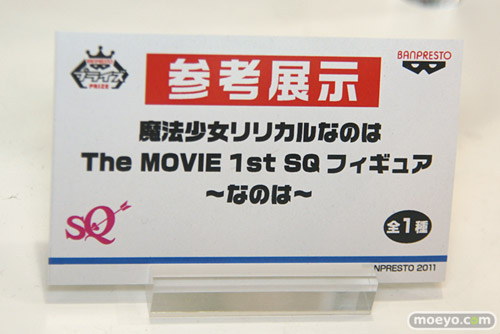 プライズ
PRIZE
参考展示
BANPRESTO
魔法少女リリカルなのは
The MOVIE 1st SQ フィギュア
～なのは～
SQ
全1種
BANPRESTO 2011
moeyo.com